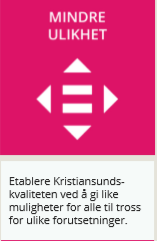 MINDRE
ULIKHET
Etablere Kristiansunds-
kvaliteten ved å gi like
muligheter for alle til tross
for ulike forutsetninger.